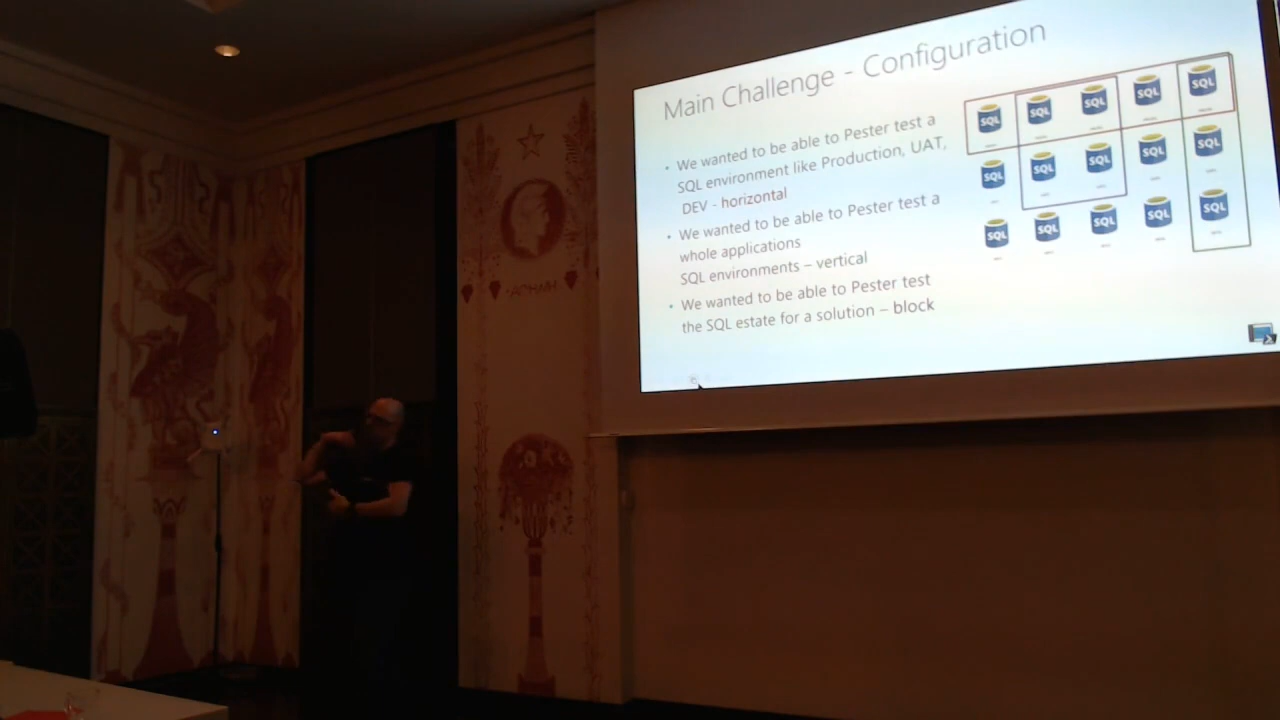 Main Challenge - Configuration
• We wanted to be able to Pester test a
SQL environment like Production, UAT,
DEV - horizontal
• We wanted to be able to Pester test a
whole applications
SQL environments – vertical
• We wanted to be able to Pester test
the SQL estate for a solution – block
SQL SQL SQL SQL SQL
SQL SQL SQL SQL SQL
SQL SQL SQL SQL SQL